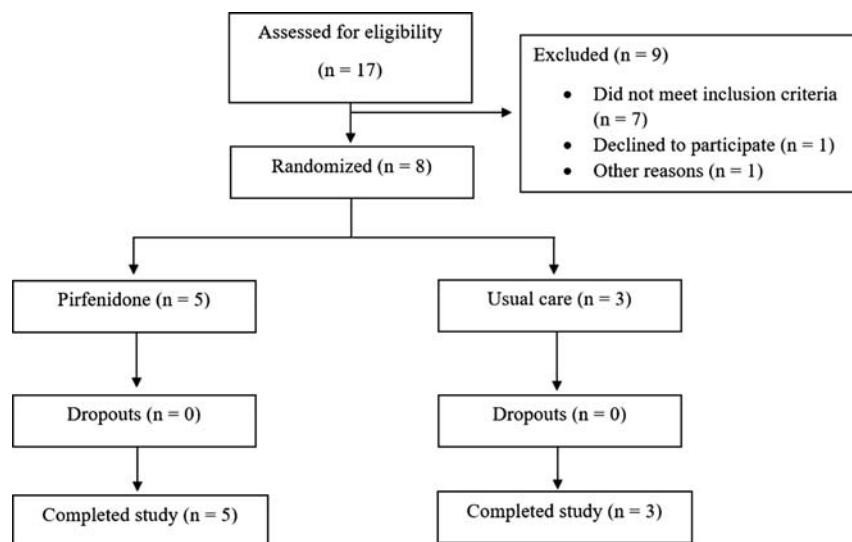 Assessed for eligibility
(n = 17)
Excluded (n = 9)
• Did not meet inclusion criteria
(n = 7)
• Declined to participate (n = 1)
• Other reasons (n = 1)
Randomized (n = 8)
Pirfenidone (n = 5)
Usual care (n = 3)
Dropouts (n = 0)
Dropouts (n = 0)
Completed study (n = 5)
Completed study (n = 3)